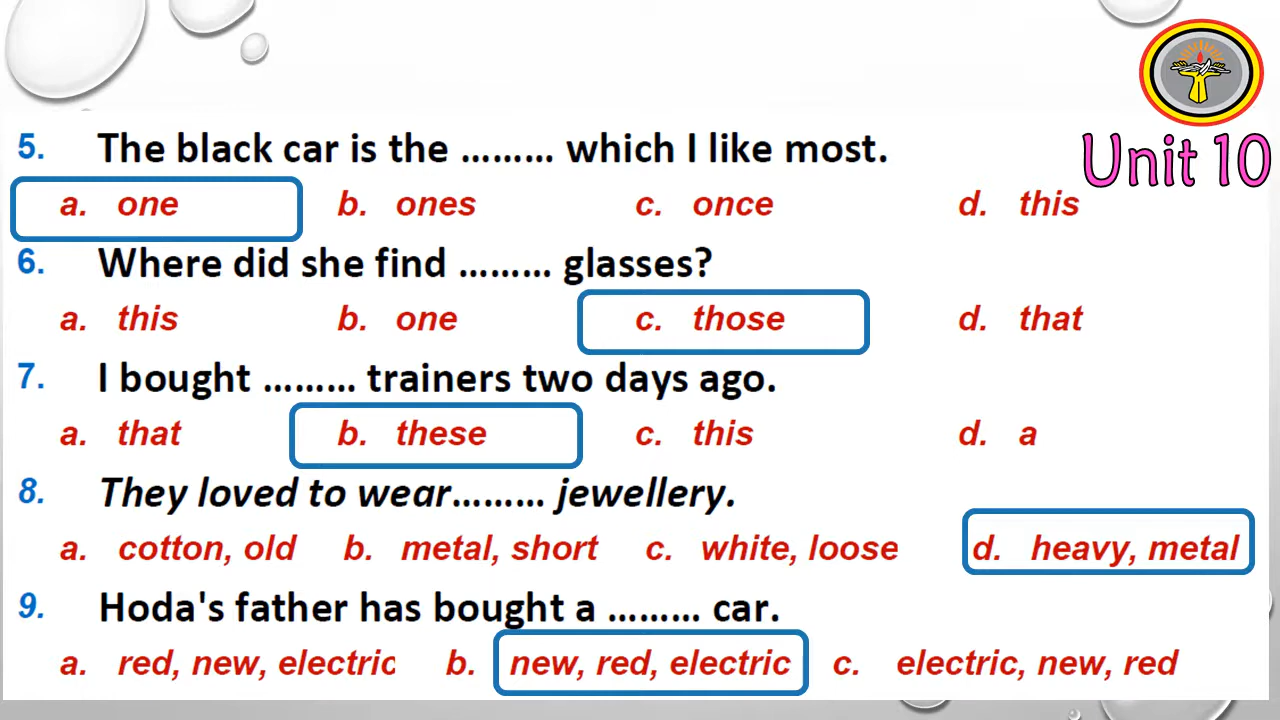 Unit 10
5. The black car is the ......... which I like most.
a. one b. ones c. once d. this
6. Where did she find ......... glasses?
a. this b. one c. those d. that
7. I bought ......... trainers two days ago.
a. that b. these c. this d. a
8. They loved to wear......... jewellery.
a. cotton, old b. metal, short c. white, loose d. heavy, metal
9. Hoda's father has bought a ......... car.
a. red, new, electric b. new, red, electric c. electric, new, red